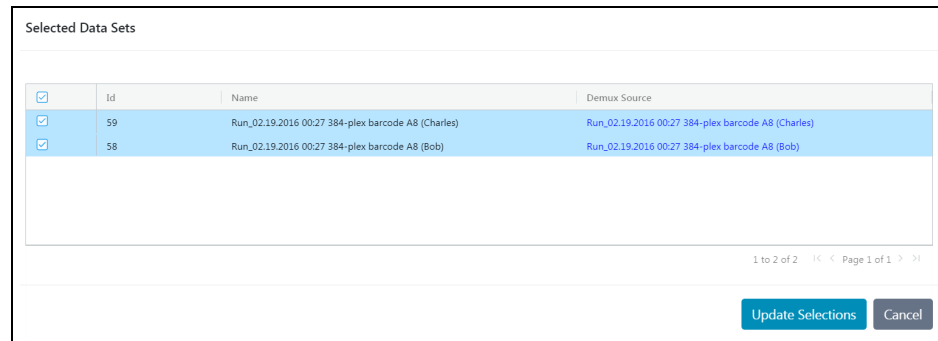 Selected Data Sets
Id Name Demux Source
59 Run_02.19.2016 00:27 384-plex barcode A8 (Charles) Run_02.19.2016 00:27 384-plex barcode A8 (Charles)
58 Run_02.19.2016 00:27 384-plex barcode A8 (Bob) Run_02.19.2016 00:27 384-plex barcode A8 (Bob)
1 to 2 of 2 Page 1 of 1
Update Selections Cancel